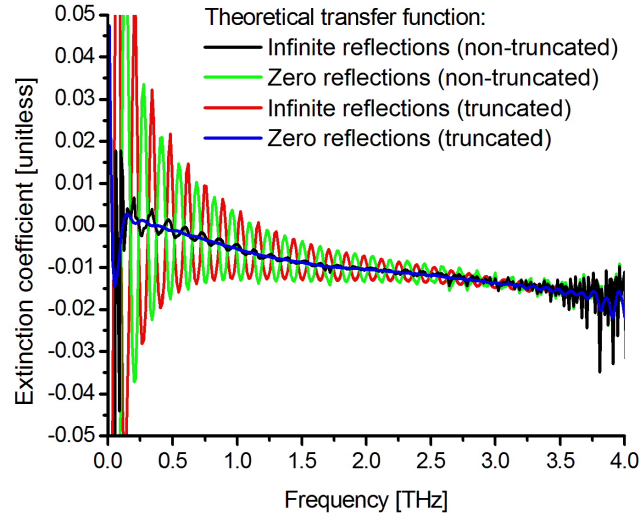 Theoretical transfer function:
Infinite reflections (non-truncated)
Zero reflections (non-truncated)
Infinite reflections (truncated)
Zero reflections (truncated)
Extinction coefficient [unitless]
0.05
0.04
0.03
0.02
0.01
0.00
-0.01
-0.02
-0.03
-0.04
-0.05
0.0 0.5 1.0 1.5 2.0 2.5 3.0 3.5 4.0
Frequency [THz]